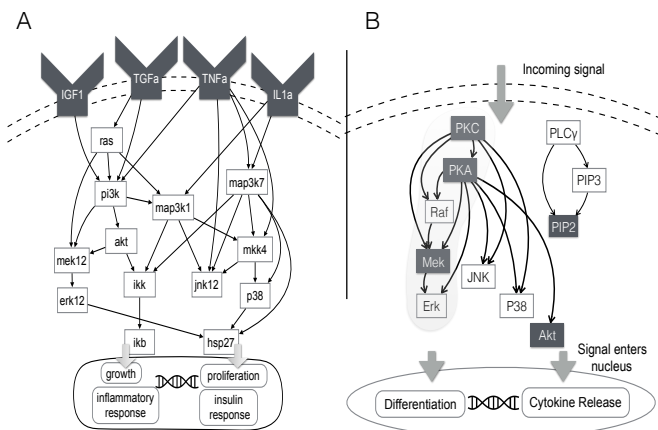 A
B
IGF1
TGFa
TNFa
IL1a
ras
pi3k
map3k7
map3k1
akt
mkk4
mek12
ikk
jnk12
p38
erk12
ikb
hsp27
growth
proliferation
inflammatory
response
insulin
response
Incoming signal
PKC
PLCγ
PKA
PIP3
Raf
PIP2
Mek
JNK
Erk
P38
Akt
Signal enters
nucleus
Differentiation
Cytokine Release